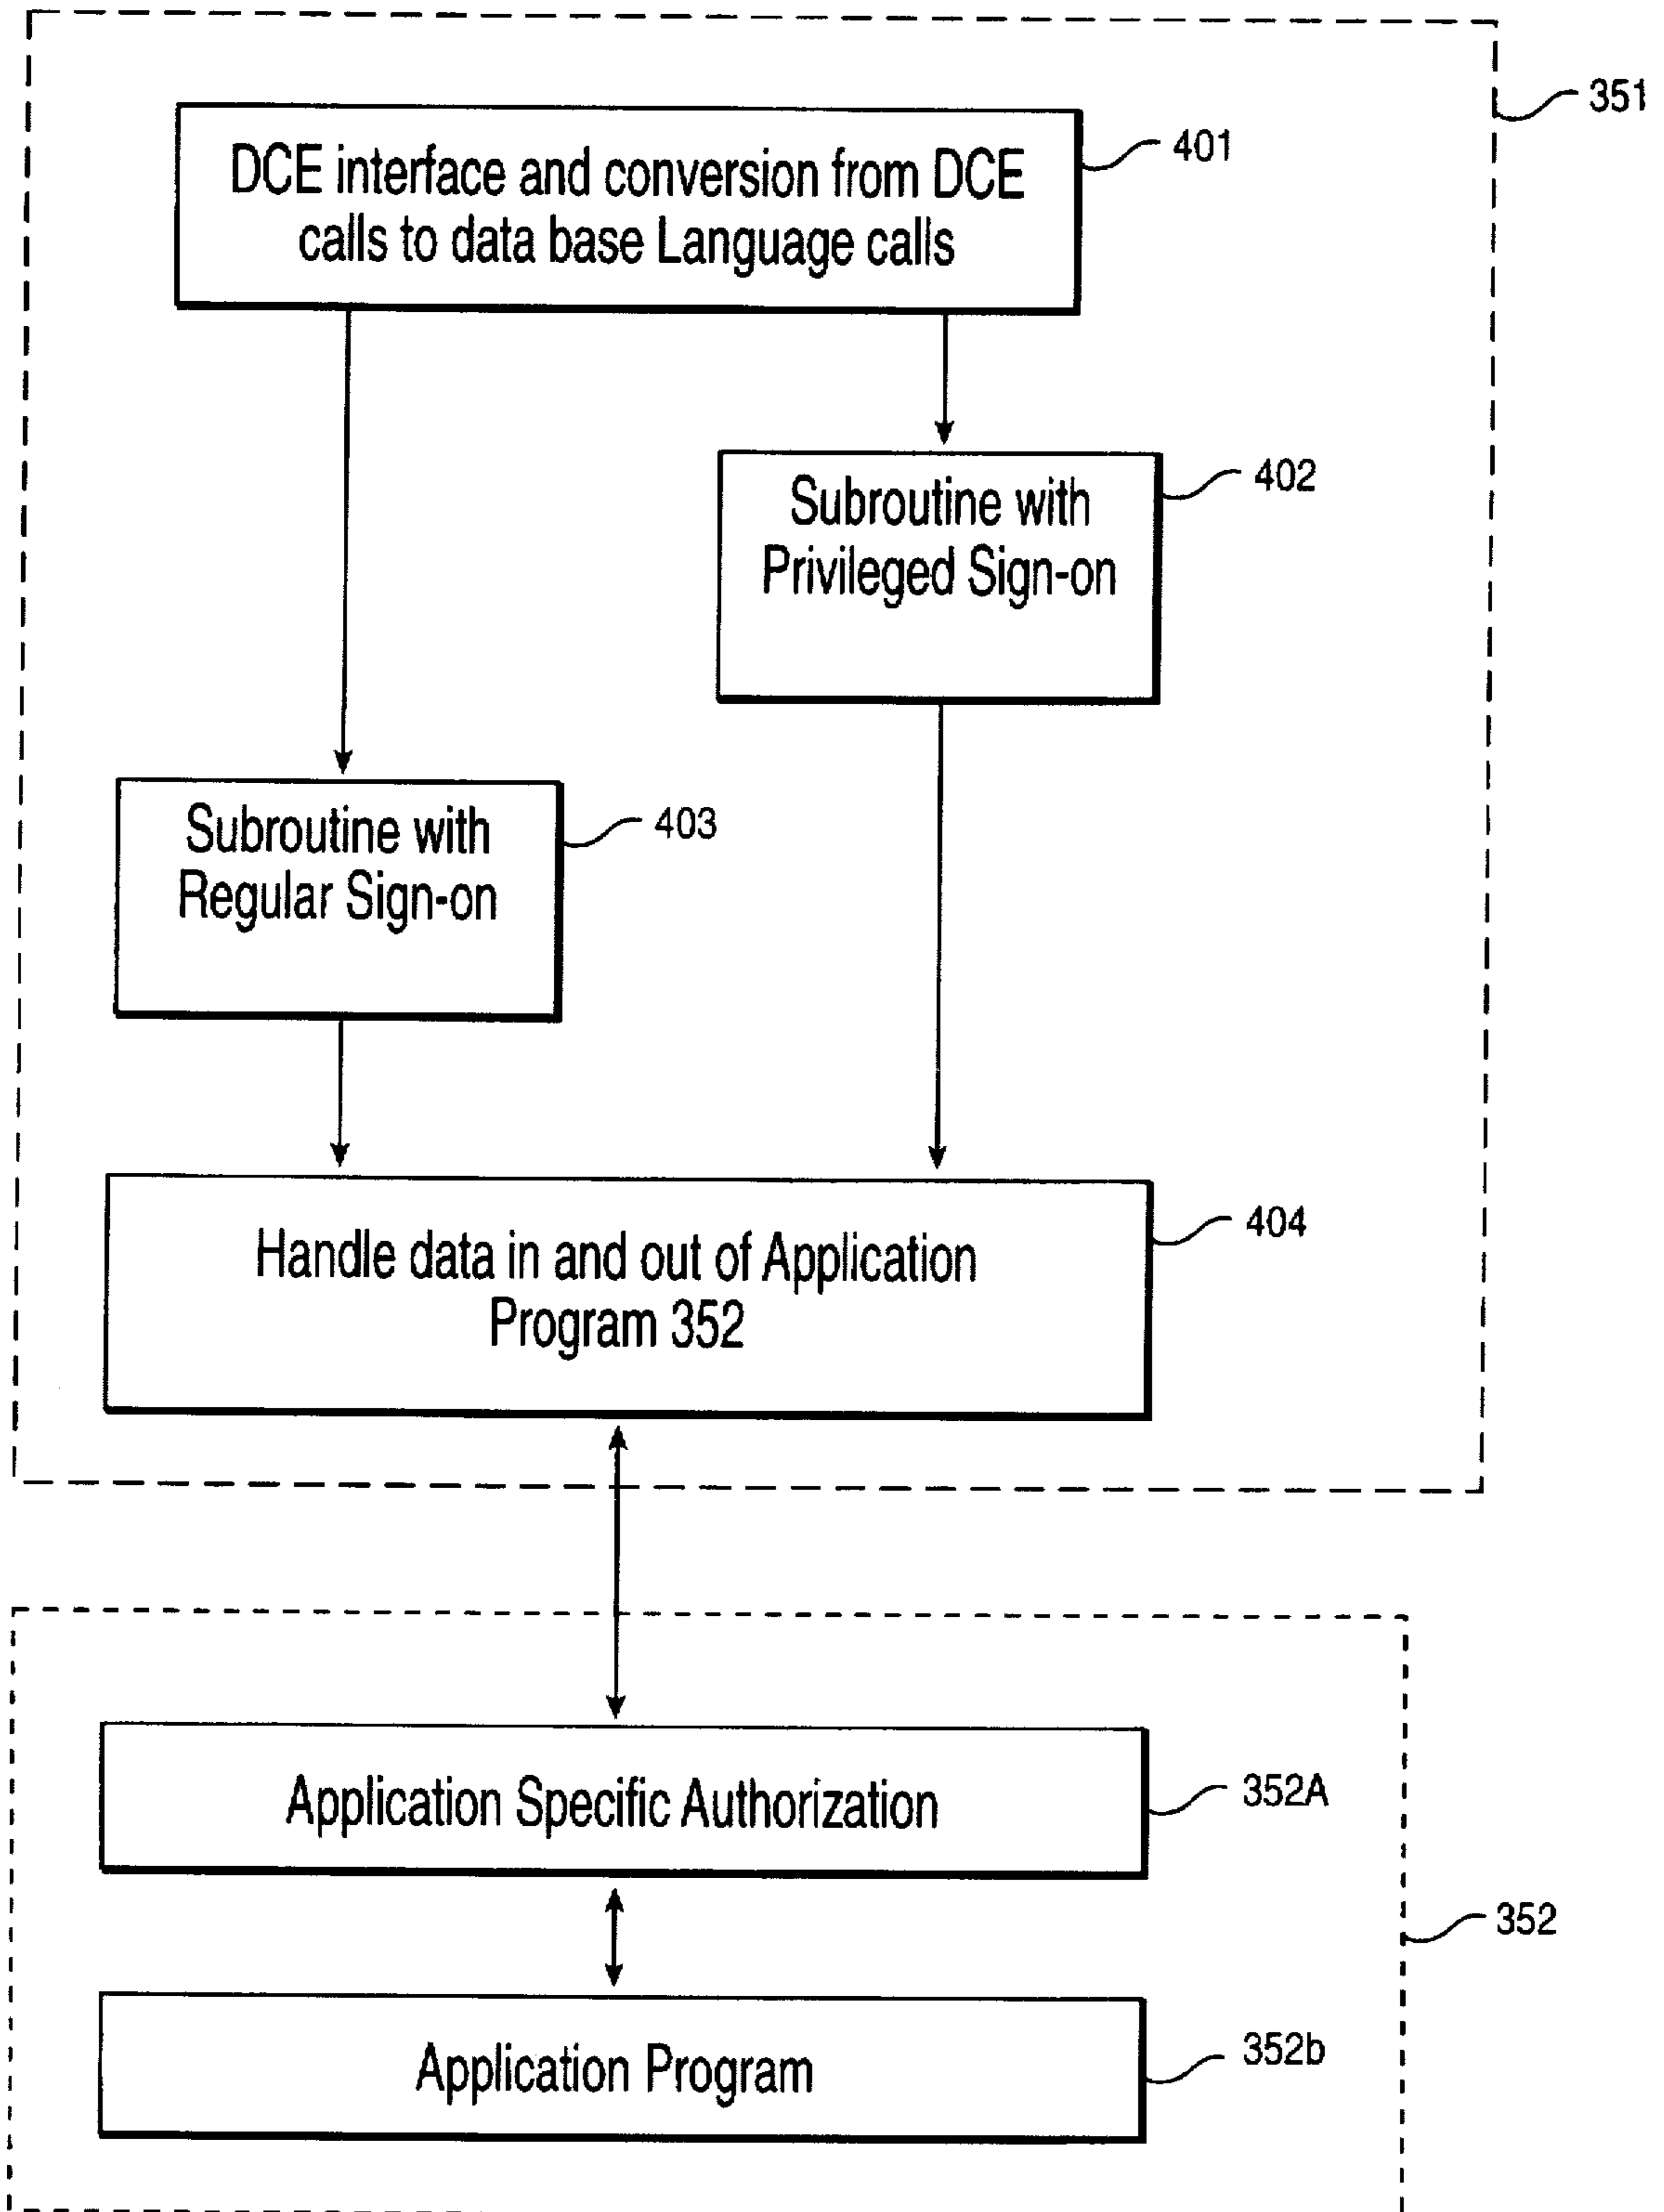 351
401
DCE interface and conversion from DCE
calls to data base Language calls
402
Subroutine with
Privileged Sign-on
403
Subroutine with
Regular Sign-on
404
Handle data in and out of Application
Program 352
352A
Application Specific Authorization
352
352b
Application Program